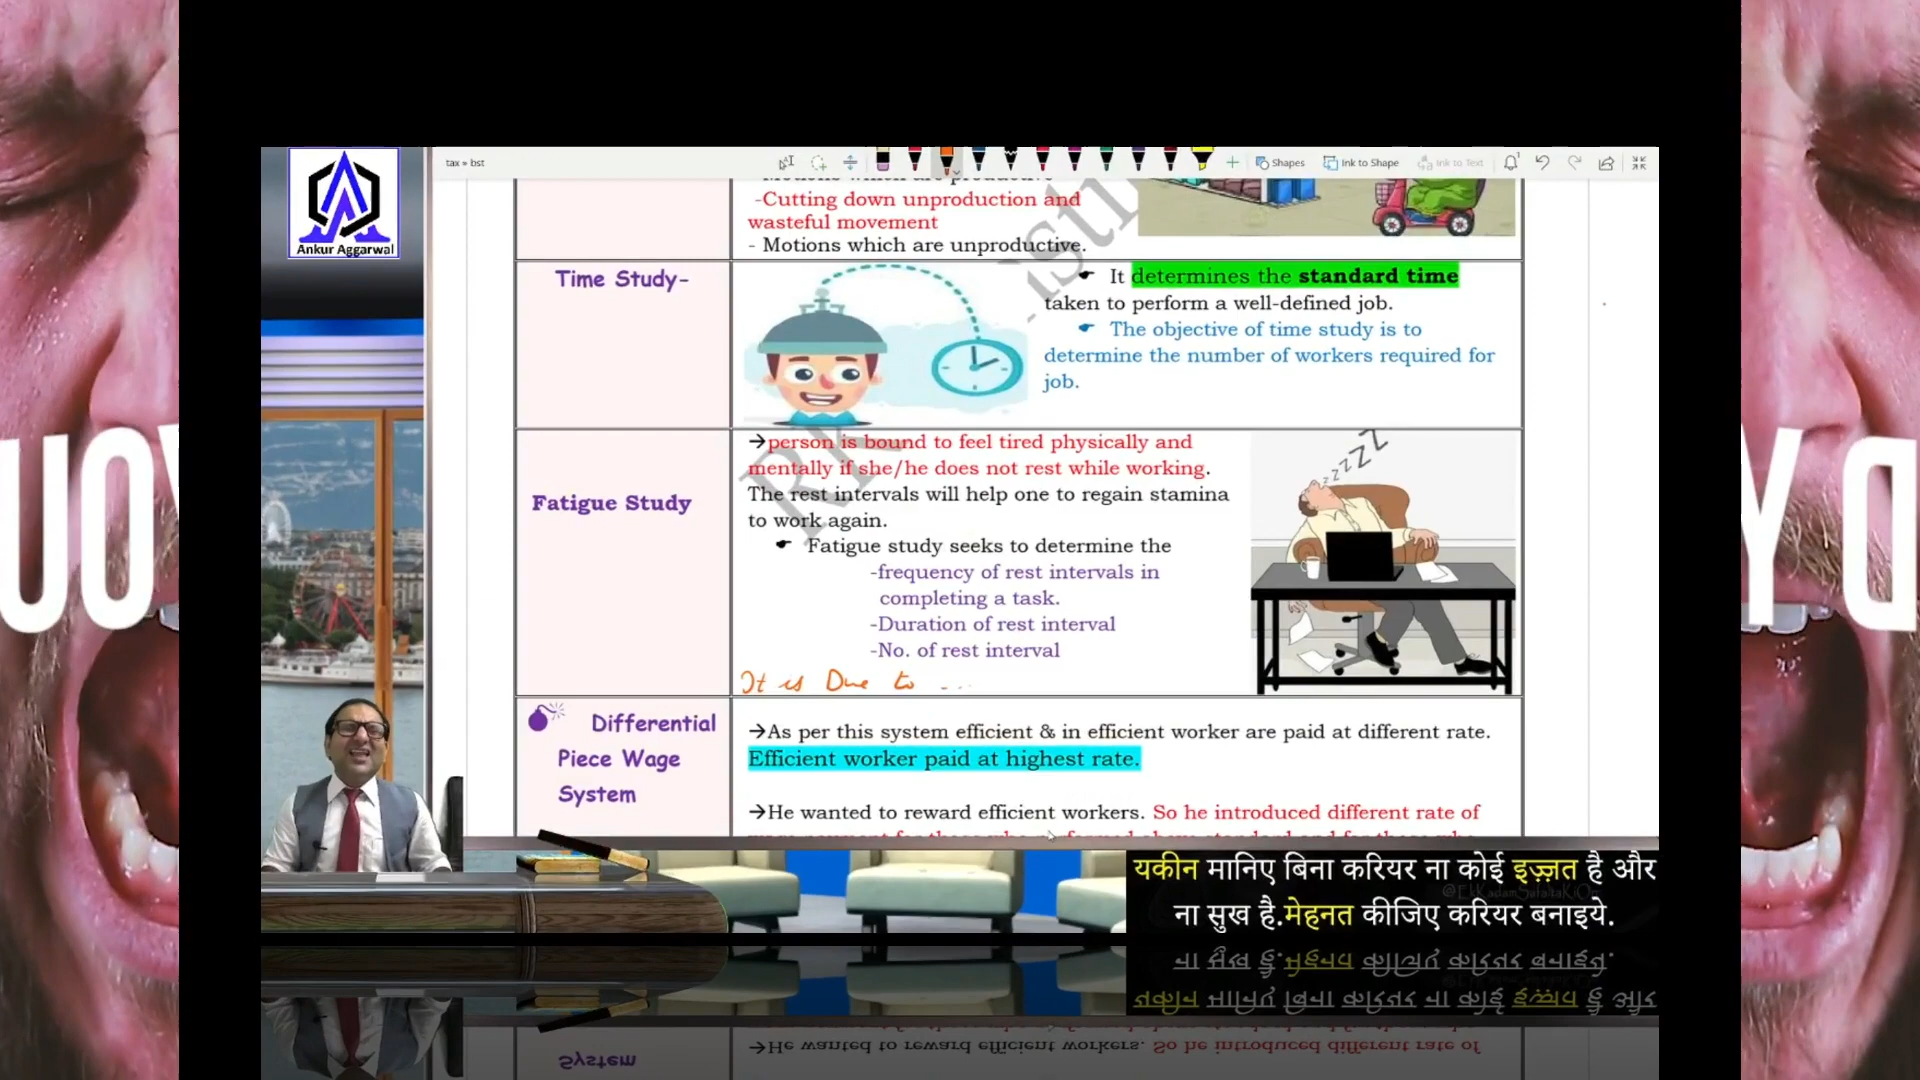 tax = bst
Shapes
Ink to Shape
Ink to Text
Ankur Aggarwal
-Cutting down unproduction and
wasteful movement
- Motions which are unproductive.
Time Study-
☛ It determines the standard time
taken to perform a well-defined job.
☛ The objective of time study is to
determine the number of workers required for
job.
Fatigue Study
→person is bound to feel tired physically and
mentally if she/he does not rest while working.
The rest intervals will help one to regain stamina
to work again.
☛ Fatigue study seeks to determine the
-frequency of rest intervals in
completing a task.
-Duration of rest interval
-No. of rest interval
It is Due to ...
zzzzZ
Differential
Piece Wage
System
→As per this system efficient & in efficient worker are paid at different rate.
Efficient worker paid at highest rate.
→He wanted to reward efficient workers. So he introduced different rate of
यकीन मानिए बिना करियर ना कोई इज़्ज़त है और
ना सुख है.मेहनत कीजिए करियर बनाइये.
@EkKadamSafaltaKiOr